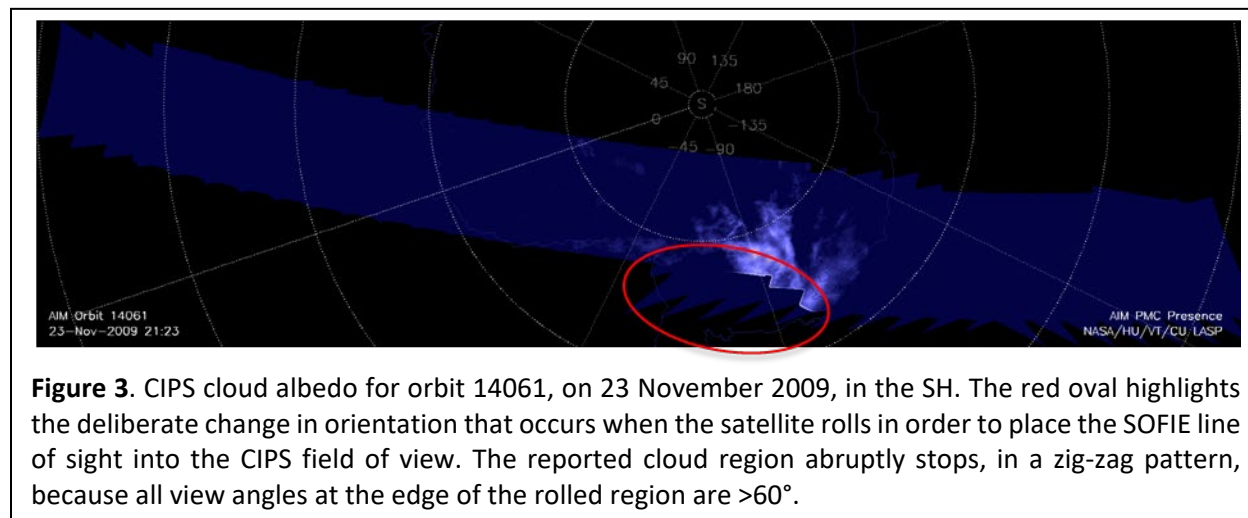 90 135
45 180
S
0 -135
-45 -90
AIM Orbit 14061
23-Nov-2009 21:23
AIM PMC Presence
NASA/HU/VT/CU LASP
Figure 3. CIPS cloud albedo for orbit 14061, on 23 November 2009, in the SH. The red oval highlights
the deliberate change in orientation that occurs when the satellite rolls in order to place the SOFIE line
of sight into the CIPS field of view. The reported cloud region abruptly stops, in a zig-zag pattern,
because all view angles at the edge of the rolled region are >60°.